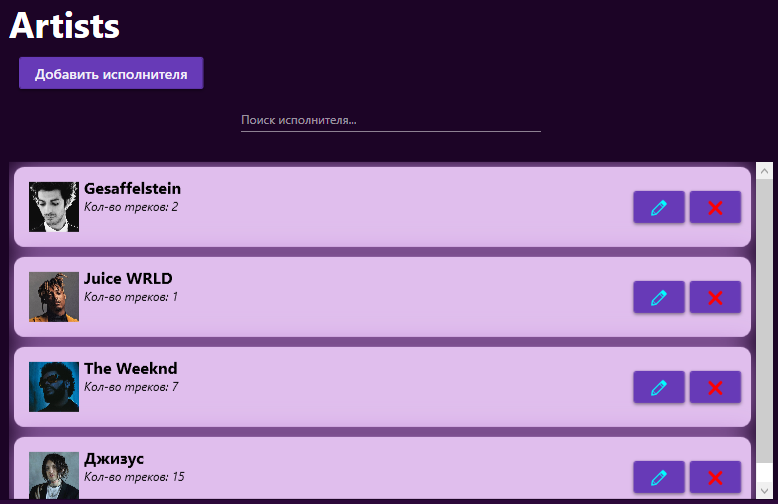 Artists
Добавить исполнителя
Поиск исполнителя...
Gesaffelstein
Кол-во треков: 2
Juice WRLD
Кол-во треков: 1
The Weeknd
Кол-во треков: 7
Джизус
Кол-во треков: 15